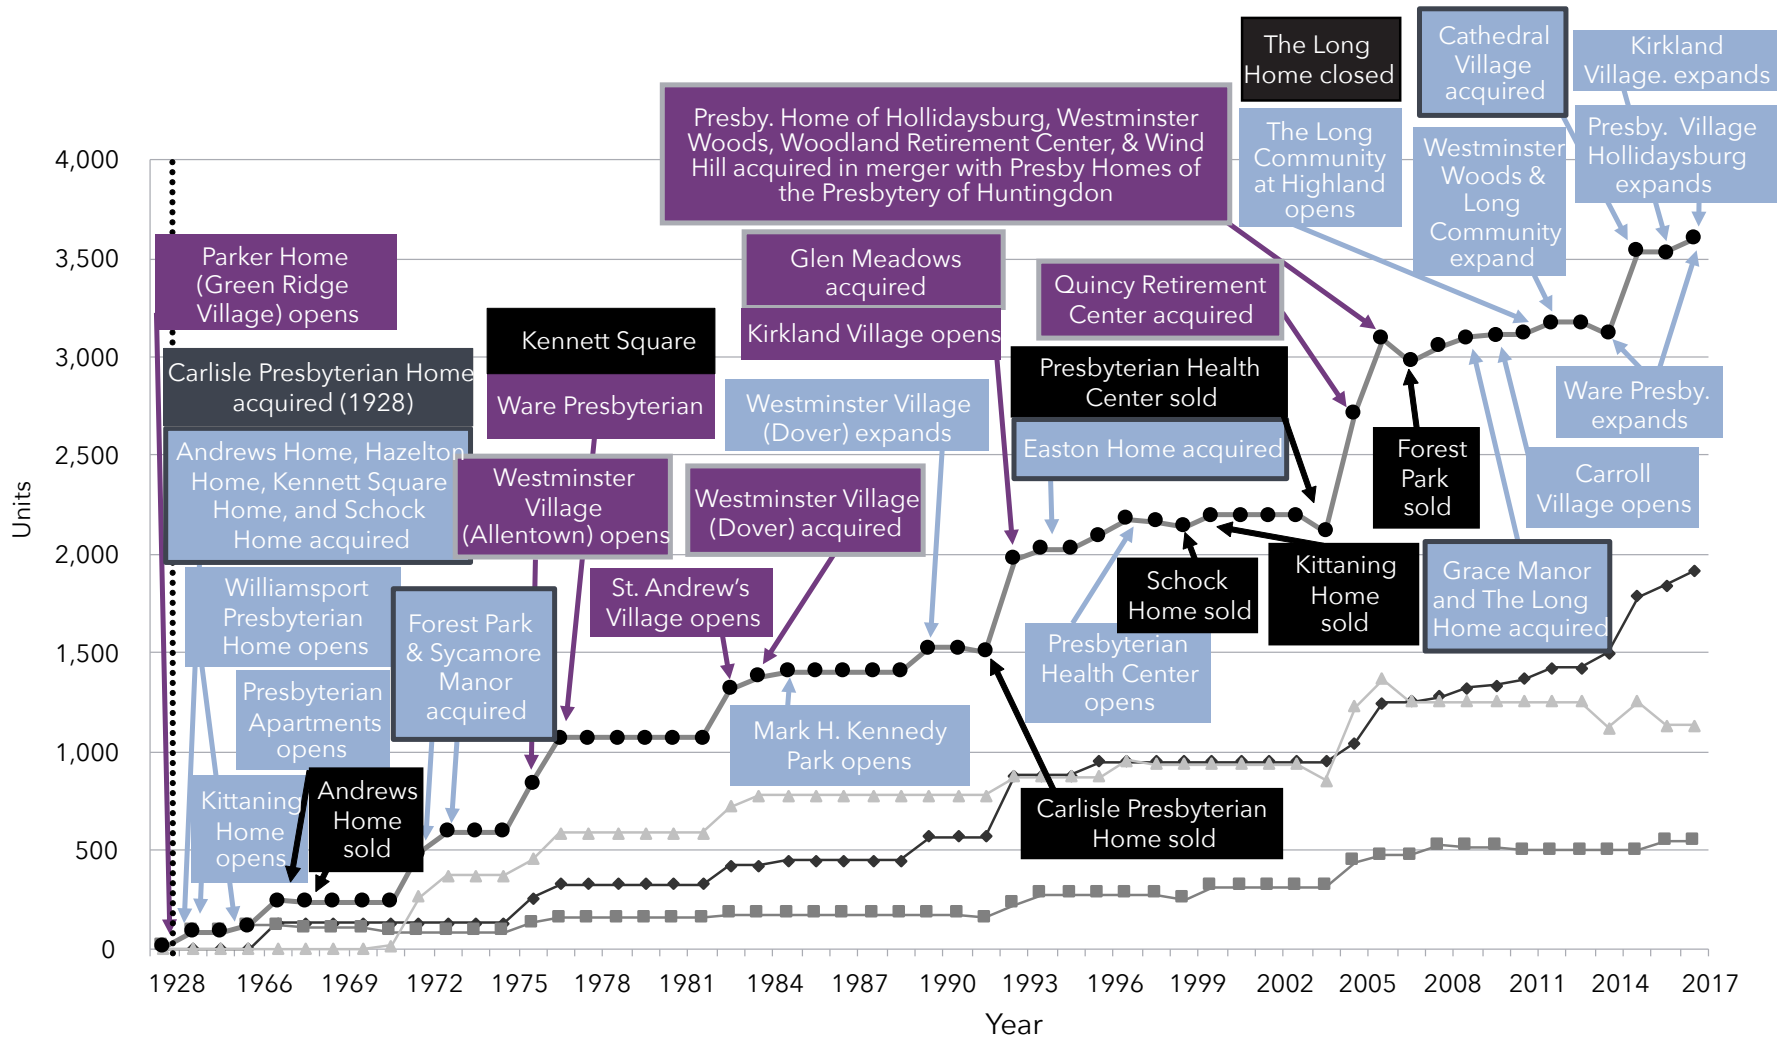 The Long
Home closed
Cathedral
Village
acquired
Kirkland
Village. expands
Presby. Home of Hollidaysburg, Westminster
Woods, Woodland Retirement Center, & Wind
Hill acquired in merger with Presby Homes of
the Presbytery of Huntingdon
The Long
Community
at Highland
opens
Westminster
Woods &
Long
Community
expand
Presby. Village
Hollidaysburg
expands
Parker Home
(Green Ridge
Village) opens
Glen Meadows
acquired
Kirkland Village opens
Quincy Retirement
Center acquired
Kennett Square
Ware Presbyterian
Carlisle Presbyterian Home
acquired (1928)
Andrews Home, Hazelton
Home, Kennett Square
Home, and Schock
Home acquired
Westminster Village
(Dover) expands
Presbyterian Health
Center sold
Easton Home acquired
Ware Presby.
expands
Forest
Park
sold
Carroll
Village opens
Westminster
Village
(Allentown) opens
Westminster Village
(Dover) acquired
Williamsport
Presbyterian
Home opens
Forest Park
& Sycamore
Manor
acquired
St. Andrew's
Village opens
Schock
Home sold
Kittaning
Home
sold
Grace Manor
and The Long
Home acquired
Presbyterian
Apartments
opens
Mark H. Kennedy
Park opens
Presbyterian
Health Center
opens
Kittaning
Home
opens
Andrews
Home
sold
Carlisle Presbyterian
Home sold
Units
4,000
3,500
3,000
2,500
2,000
1,500
1,000
500
0
1928 1966 1969 1972 1975 1978 1981 1984 1987 1990 1993 1996 1999 2002 2005 2008 2011 2014 2017
Year